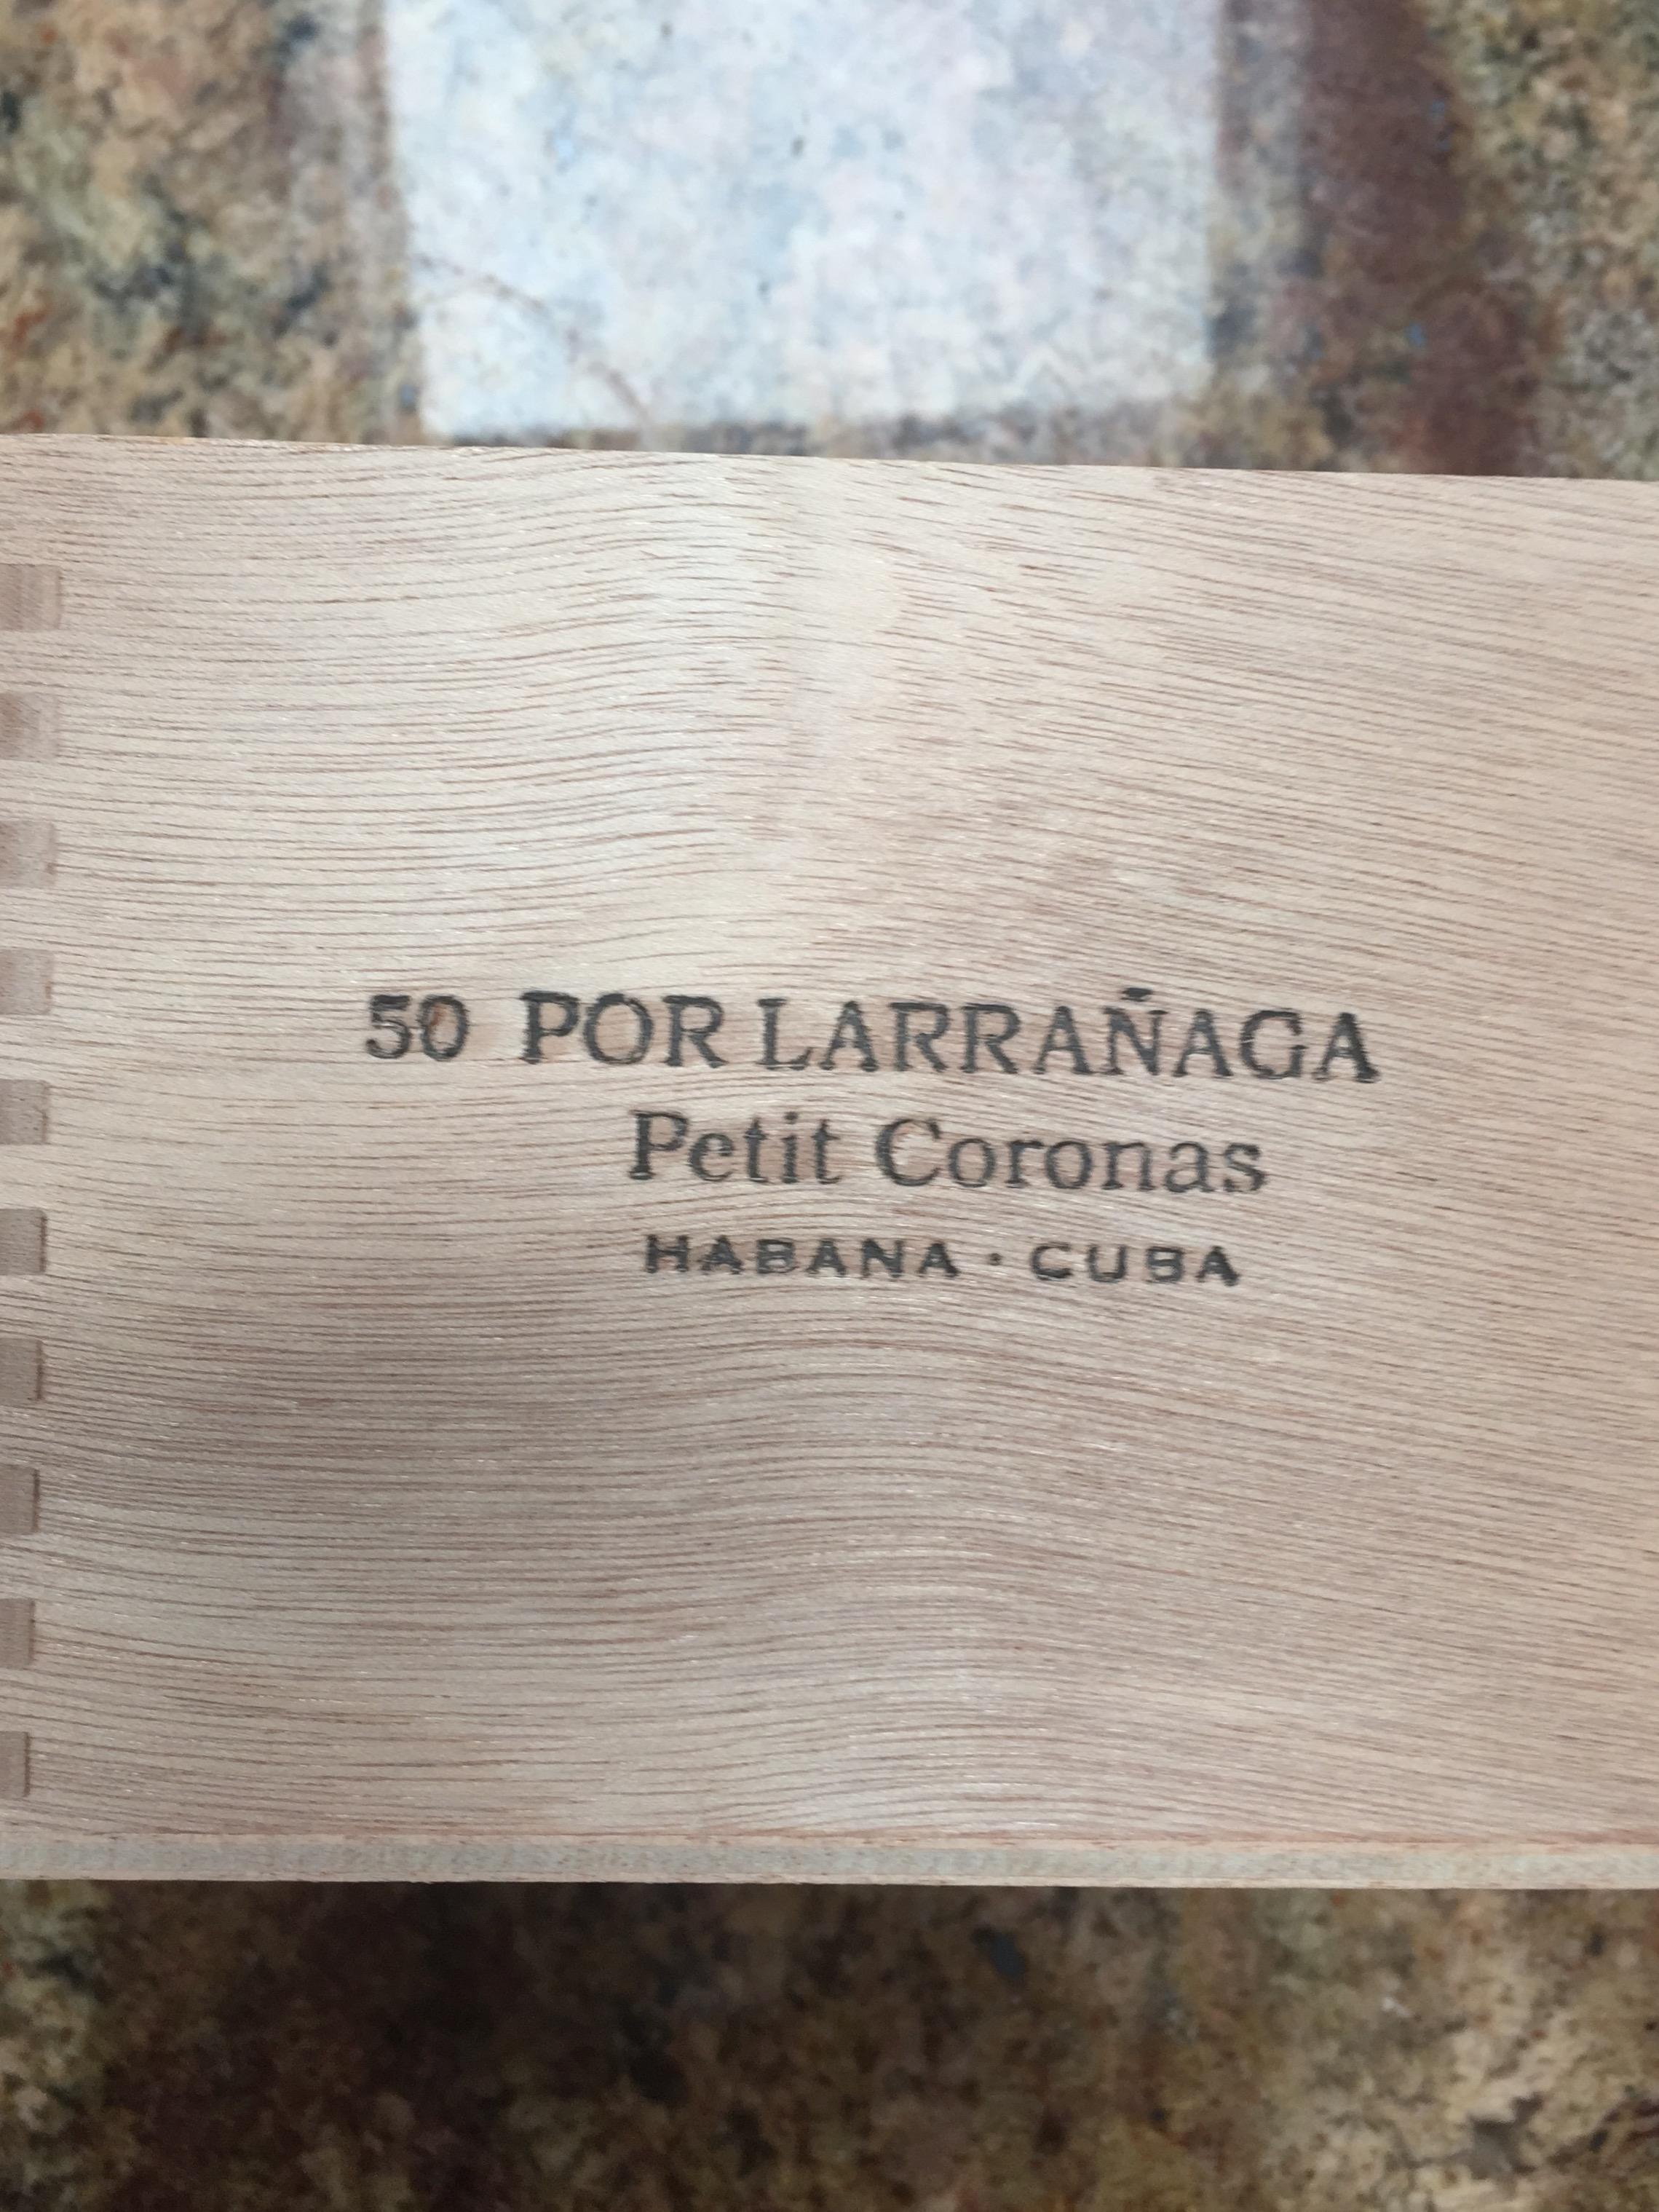 50 POR LARRAÑAGA
Petit Coronas
HABANA · CUBA